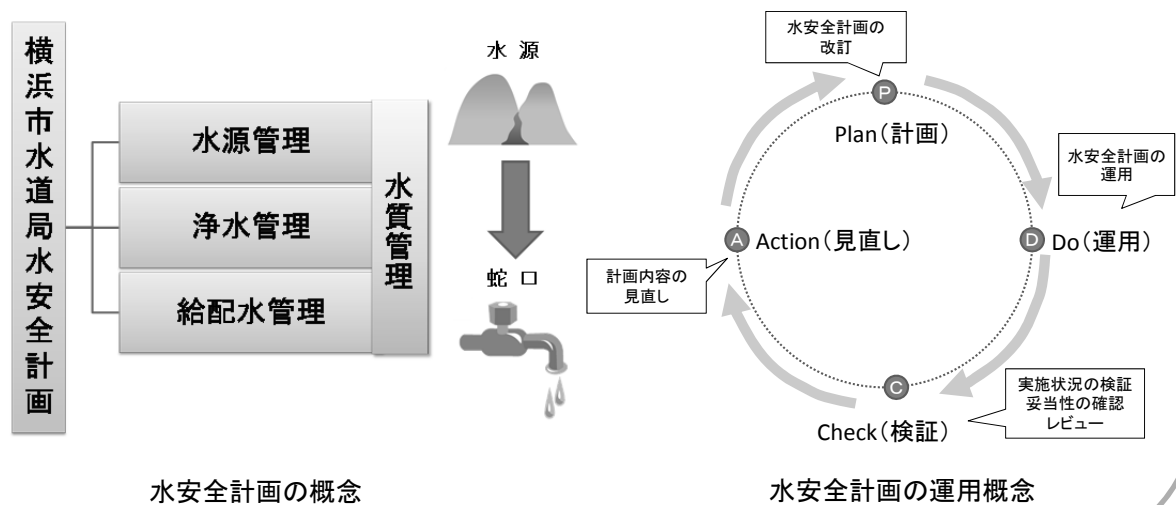 横浜市水道局水安全計画
水源管理
浄水管理
給配水管理
水質管理
水 源
蛇 口
水安全計画の概念
水安全計画の
改訂
P
Plan（計画）
水安全計画の
運用
D
Do（運用）
A
Action（見直し）
計画内容の
見直し
C
Check（検証）
実施状況の検証
妥当性の確認
レビュー
水安全計画の運用概念